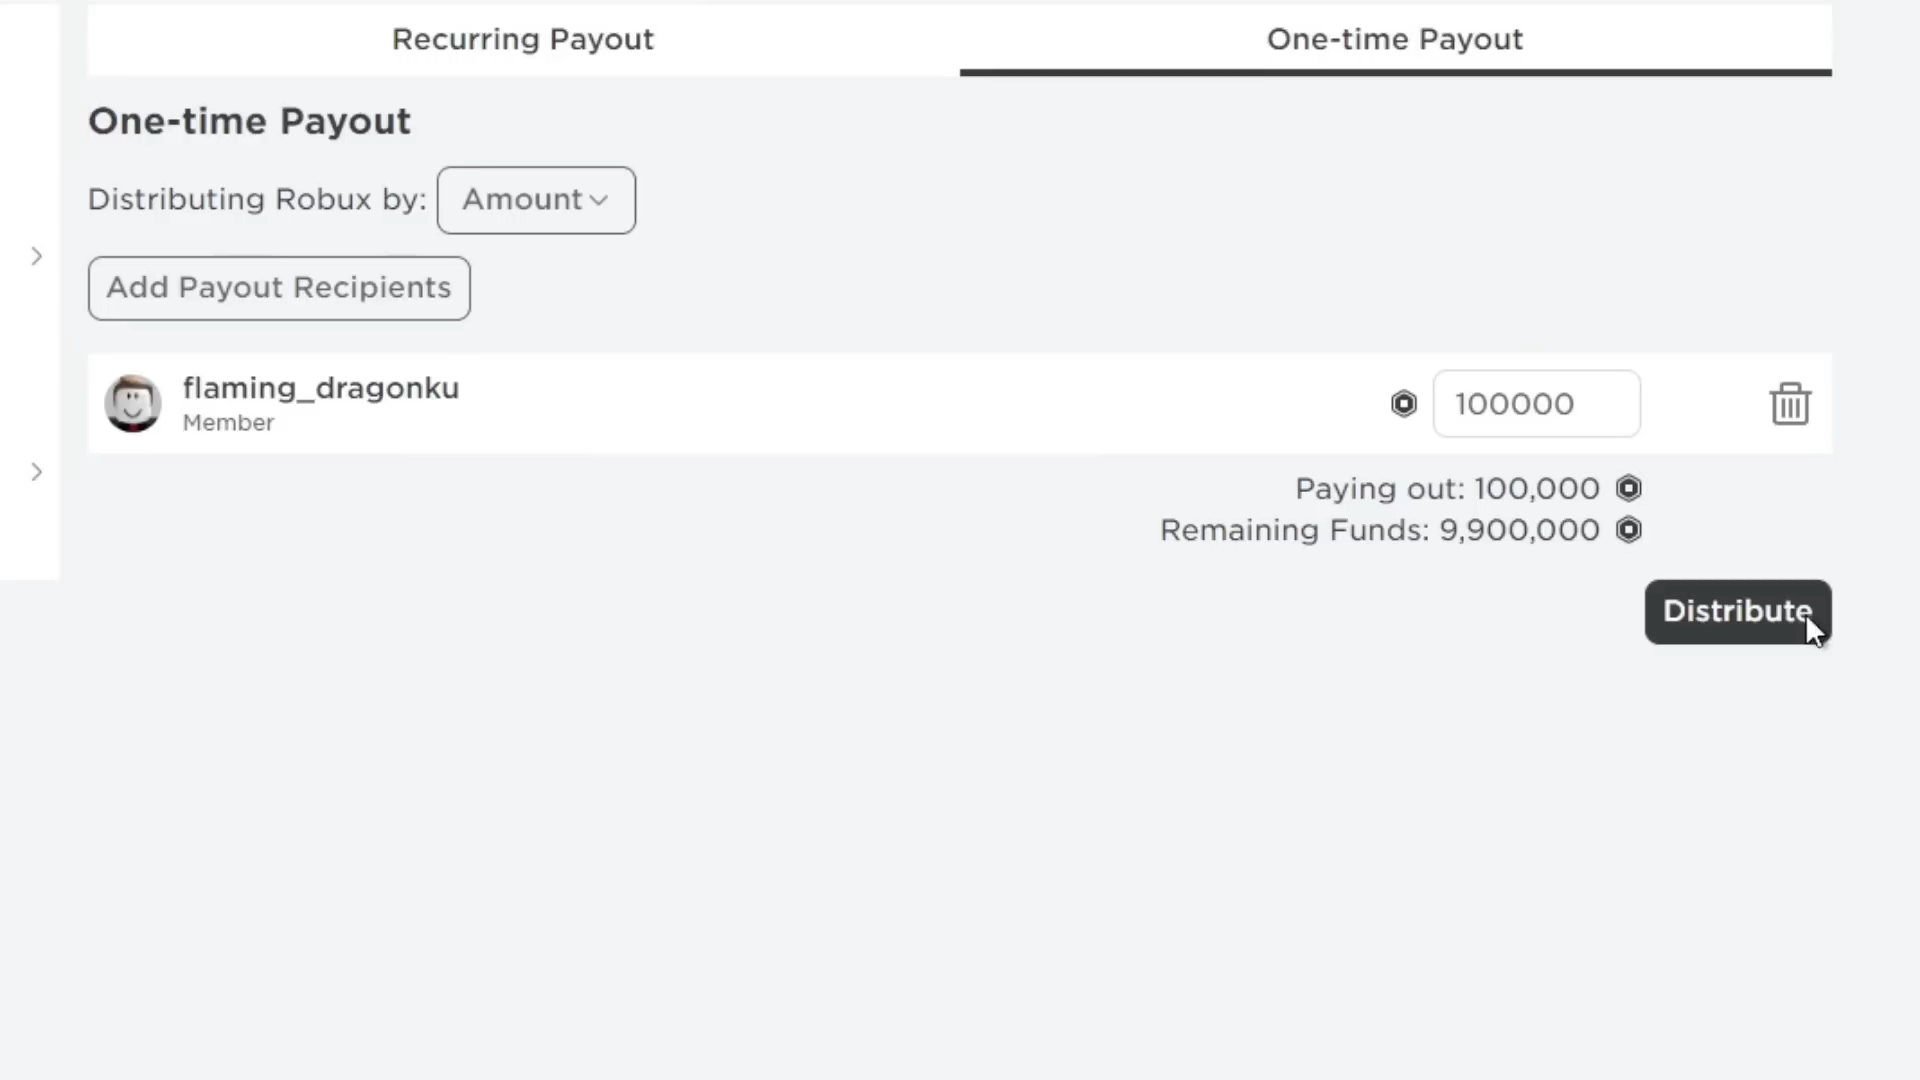 Recurring Payout
One-time Payout
One-time Payout
Distributing Robux by: Amount
Add Payout Recipients
flaming_dragonku
Member
100000
Paying out: 100,000
Remaining Funds: 9,900,000
Distribute